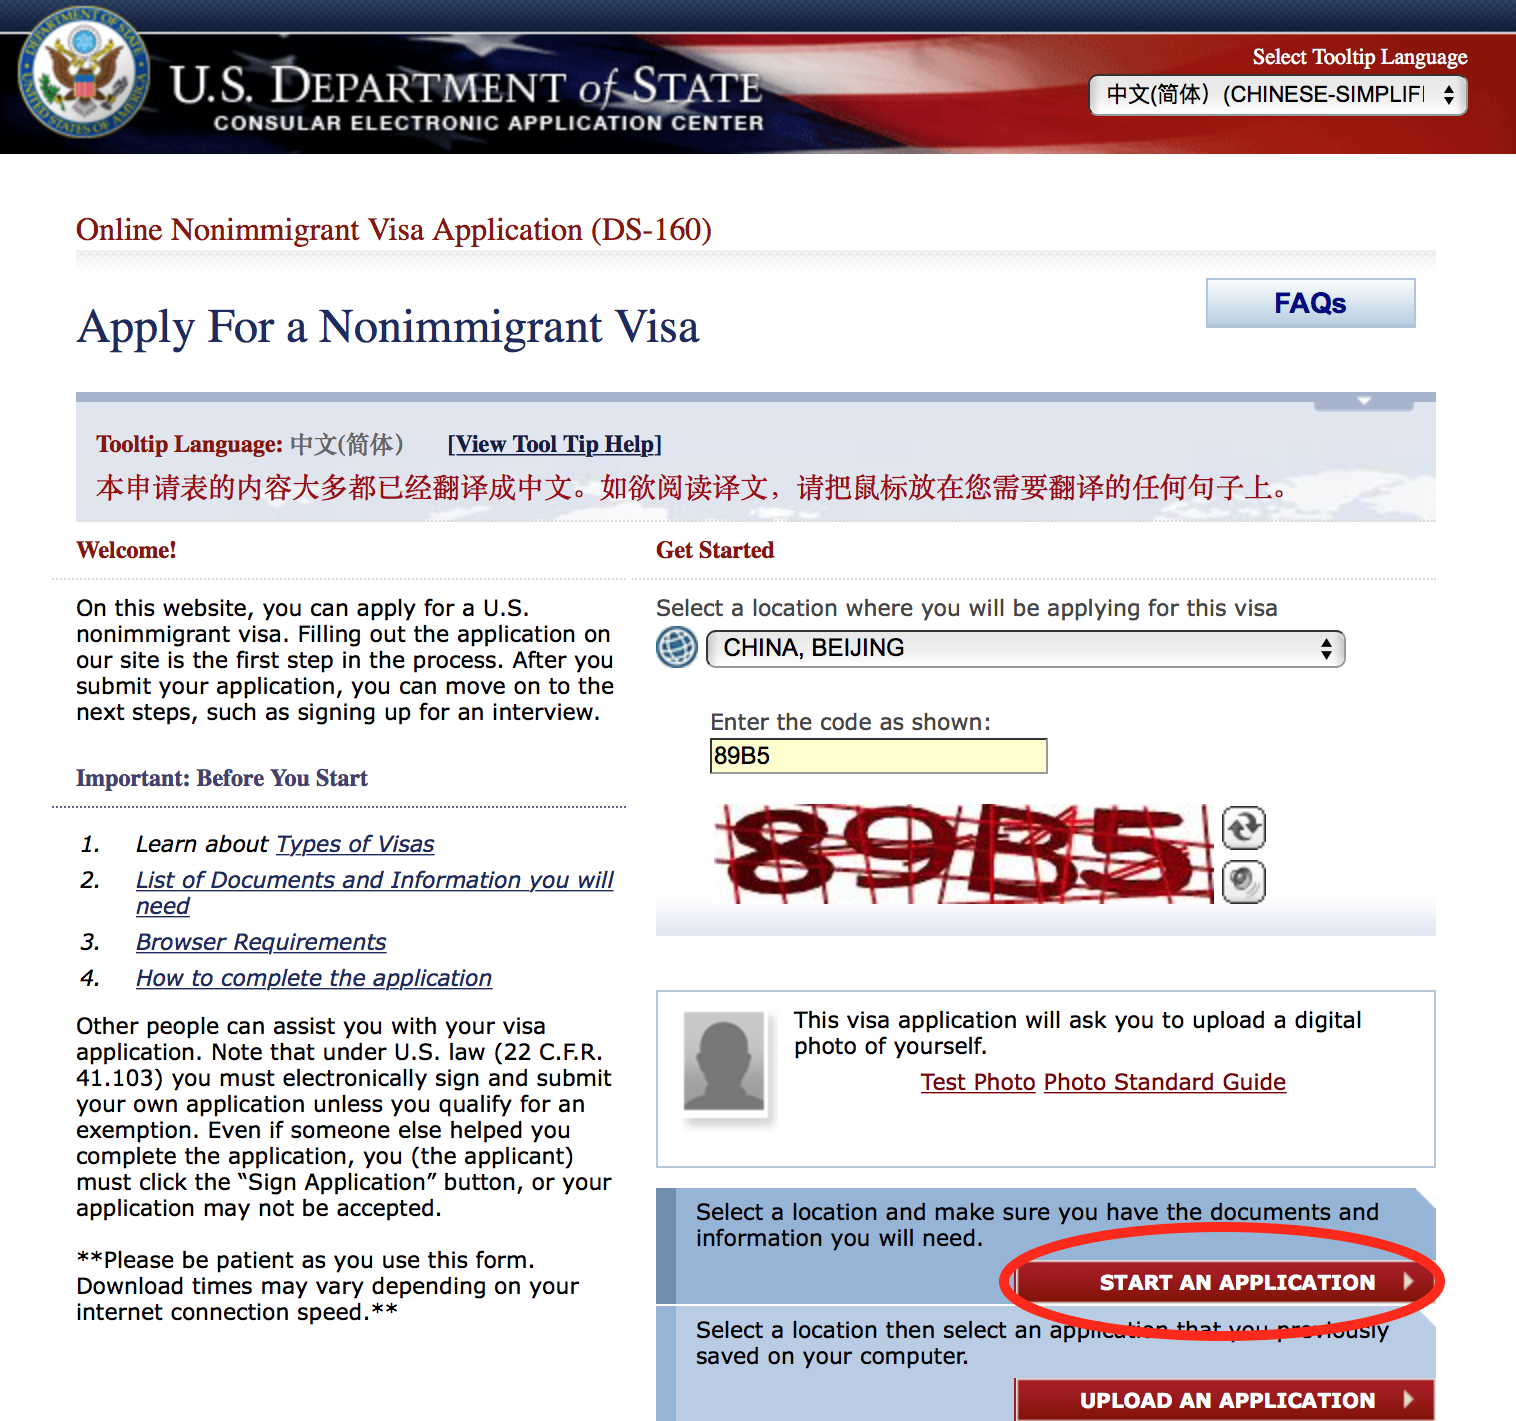 U.S. DEPARTMENT of STATE
CONSULAR ELECTRONIC APPLICATION CENTER
Select Tooltip Language
中文(简体)(CHINESE-SIMPLIFI
Online Nonimmigrant Visa Application (DS-160)
Apply For a Nonimmigrant Visa
FAQs
Tooltip Language: 中文(简体) [View Tool Tip Help]
本申请表的内容大多都已经翻译成中文。如欲阅读译文，请把鼠标放在您需要翻译的任何句子上。
Welcome!
On this website, you can apply for a U.S.
nonimmigrant visa. Filling out the application on
our site is the first step in the process. After you
submit your application, you can move on to the
next steps, such as signing up for an interview.
Important: Before You Start
1. Learn about Types of Visas
2. List of Documents and Information you will
need
3. Browser Requirements
4. How to complete the application
Other people can assist you with your visa
application. Note that under U.S. law (22 C.F.R.
41.103) you must electronically sign and submit
your own application unless you qualify for an
exemption. Even if someone else helped you
complete the application, you (the applicant)
must click the “Sign Application” button, or your
application may not be accepted.
**Please be patient as you use this form.
Download times may vary depending on your
internet connection speed.**
Get Started
Select a location where you will be applying for this visa
CHINA, BEIJING
Enter the code as shown:
89B5
89B5
This visa application will ask you to upload a digital
photo of yourself.
Test Photo Photo Standard Guide
Select a location and make sure you have the documents and
information you will need.
START AN APPLICATION
Select a location then select an application that you previously
saved on your computer.
UPLOAD AN APPLICATION